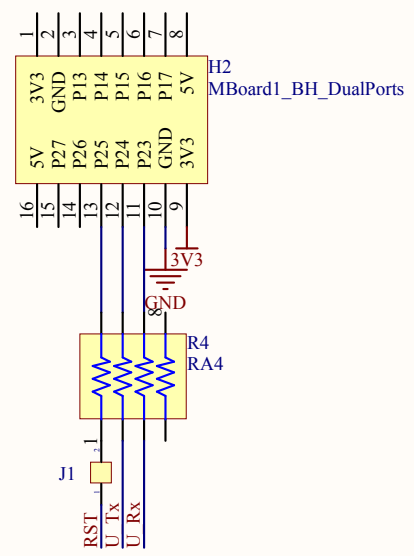 1 2 3 4 5 6 7 8
3V3 GND P13 P14 P15 P16 P17 5V
H2
MBoard1_BH_DualPorts
5V P27 P26 P25 P24 P23 GND 3V3
16 15 14 13 12 11 10 9
3V3
GND
8
R4
RA4
1
2
J1
1
RST U_Tx U_Rx